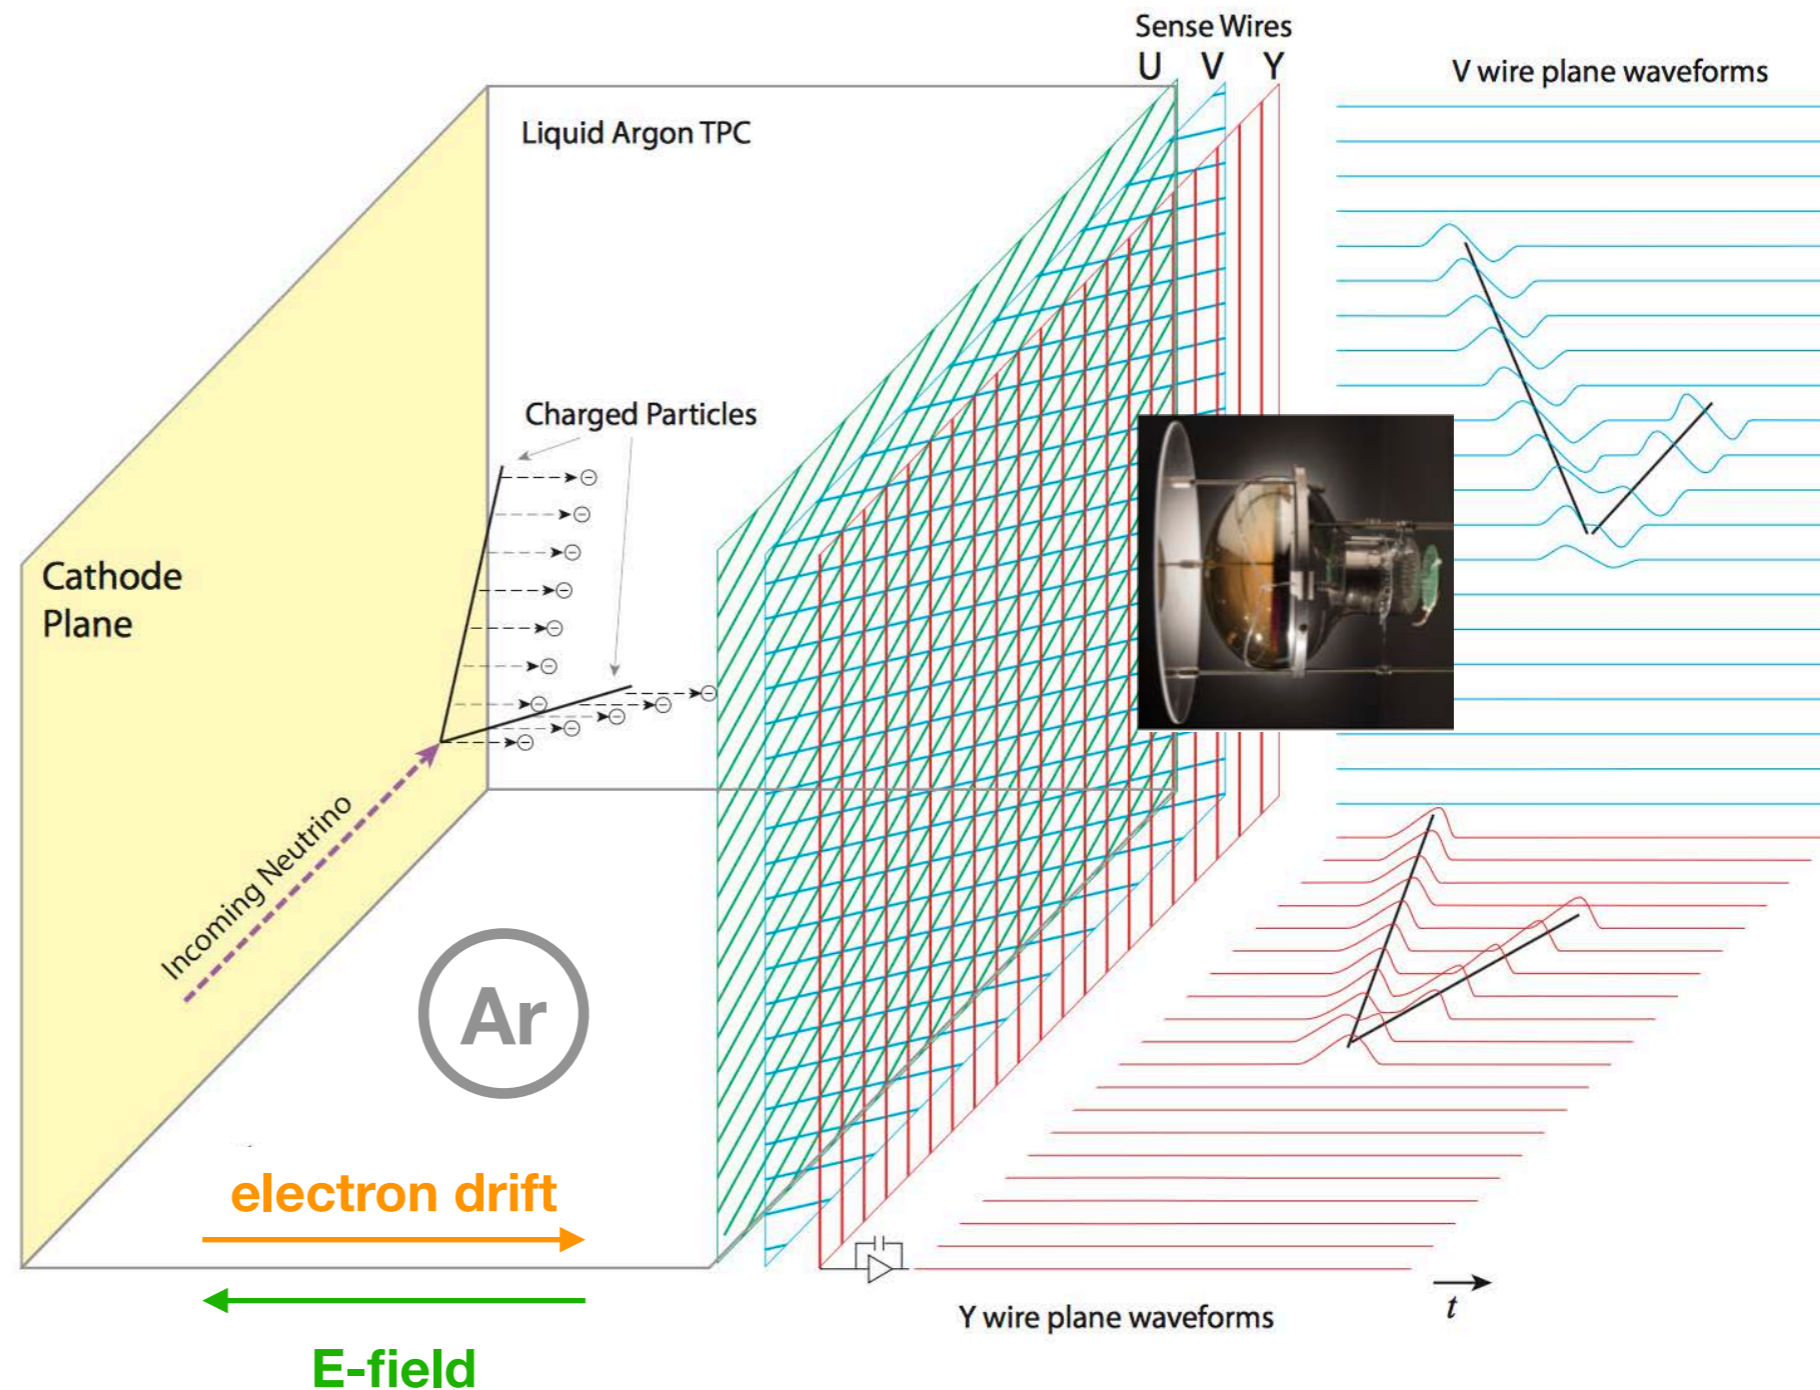 Sense Wires
U V Y
V wire plane waveforms
Liquid Argon TPC
Charged Particles
Cathode
Plane
Incoming Neutrino
Ar
electron drift
E-field
Y wire plane waveforms
t